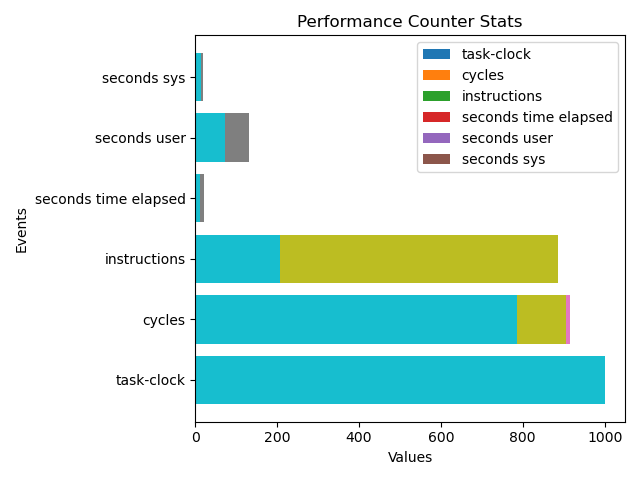 Performance Counter Stats
task-clock
cycles
instructions
seconds time elapsed
seconds user
seconds sys
Events
seconds sys
seconds user
seconds time elapsed
instructions
cycles
task-clock
0 200 400 600 800 1000
Values